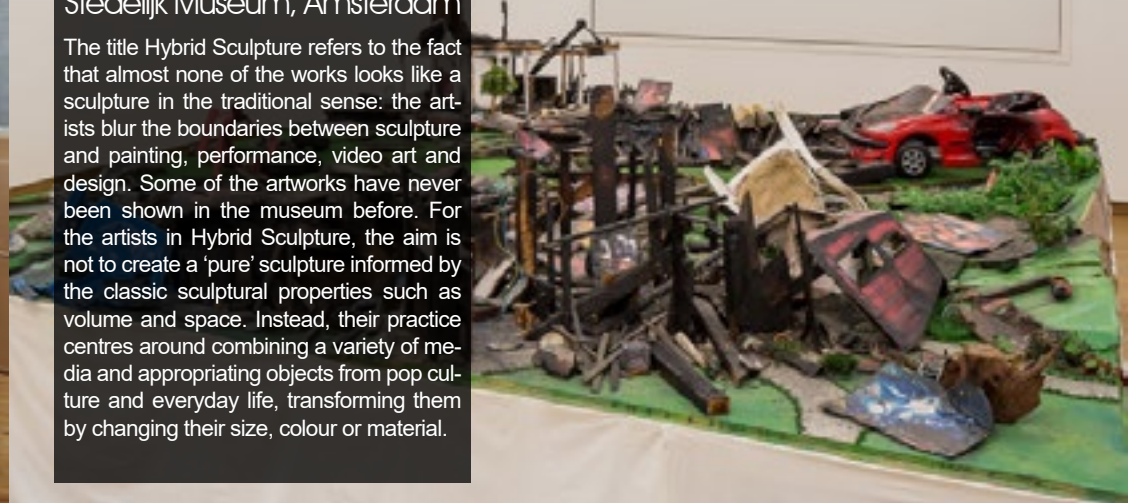 Stedelijk Museum, Amsterdam
The title Hybrid Sculpture refers to the fact
that almost none of the works looks like a
sculpture in the traditional sense: the art-
ists blur the boundaries between sculpture
and painting, performance, video art and
design. Some of the artworks have never
been shown in the museum before. For
the artists in Hybrid Sculpture, the aim is
not to create a ‘pure’ sculpture informed by
the classic sculptural properties such as
volume and space. Instead, their practice
centres around combining a variety of me-
dia and appropriating objects from pop cul-
ture and everyday life, transforming them
by changing their size, colour or material.